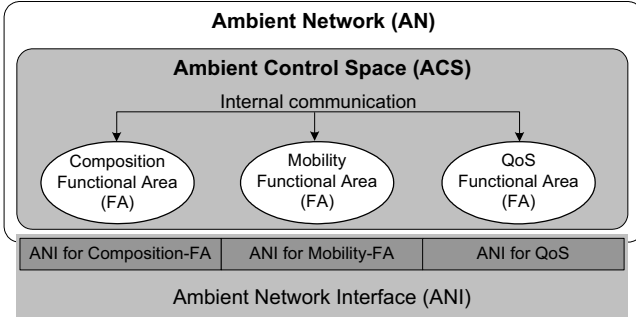 Ambient Network (AN)
Ambient Control Space (ACS)
Internal communication
Composition
Functional Area
(FA)
Mobility
Functional Area
(FA)
QoS
Functional Area
(FA)
ANI for Composition-FA
ANI for Mobility-FA
ANI for QoS
Ambient Network Interface (ANI)